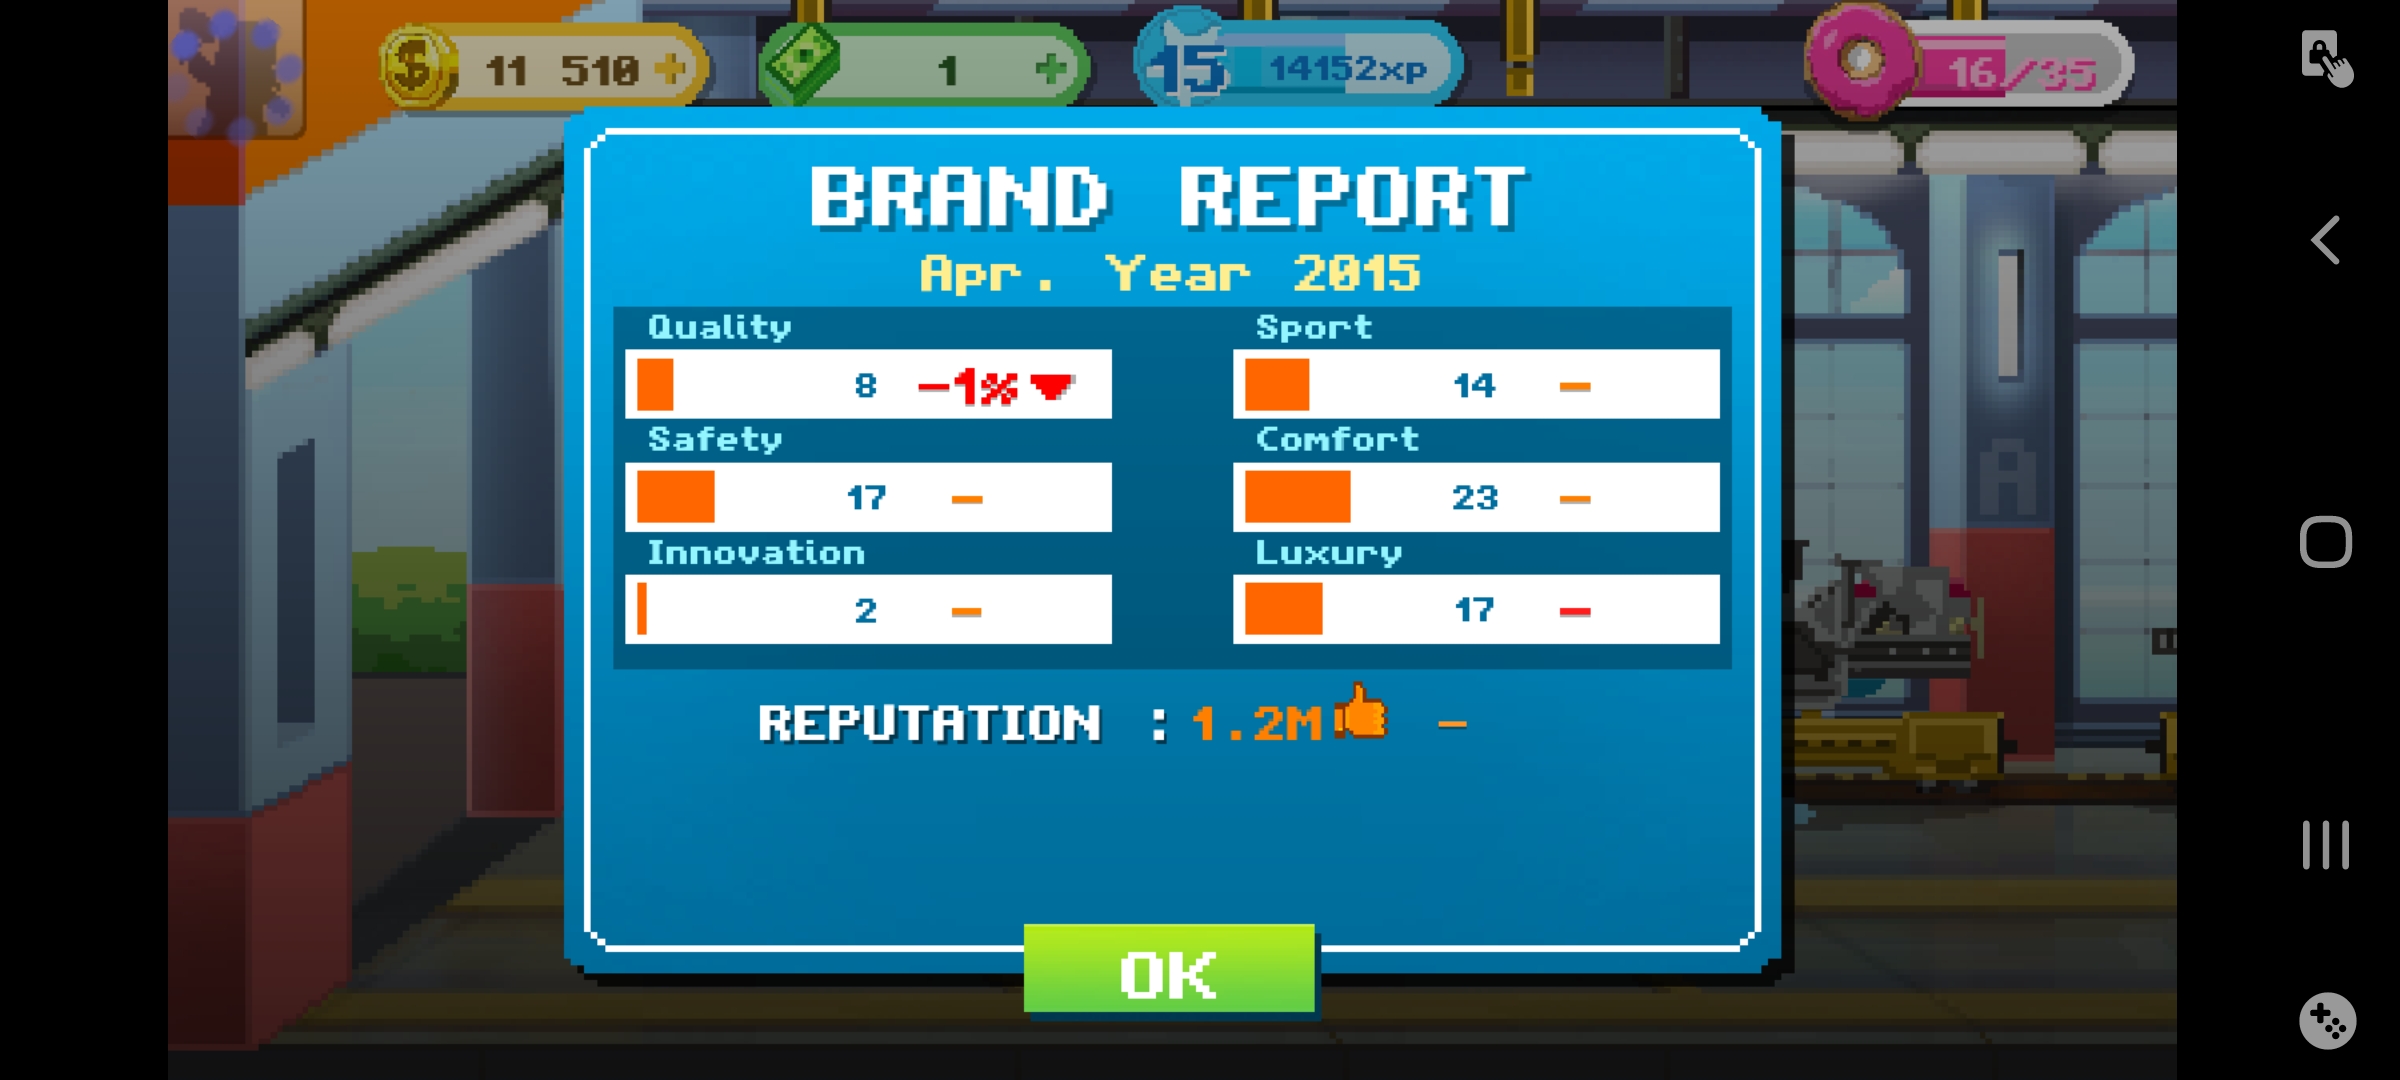 11 510 +
1 +
15 14152xp
16/35
BRAND REPORT
Apr. Year 2015
Quality
8 -1%
Sport
14 -
Safety
17 -
Comfort
23 -
Innovation
2 -
Luxury
17 -
REPUTATION : 1.2M -
OK
A